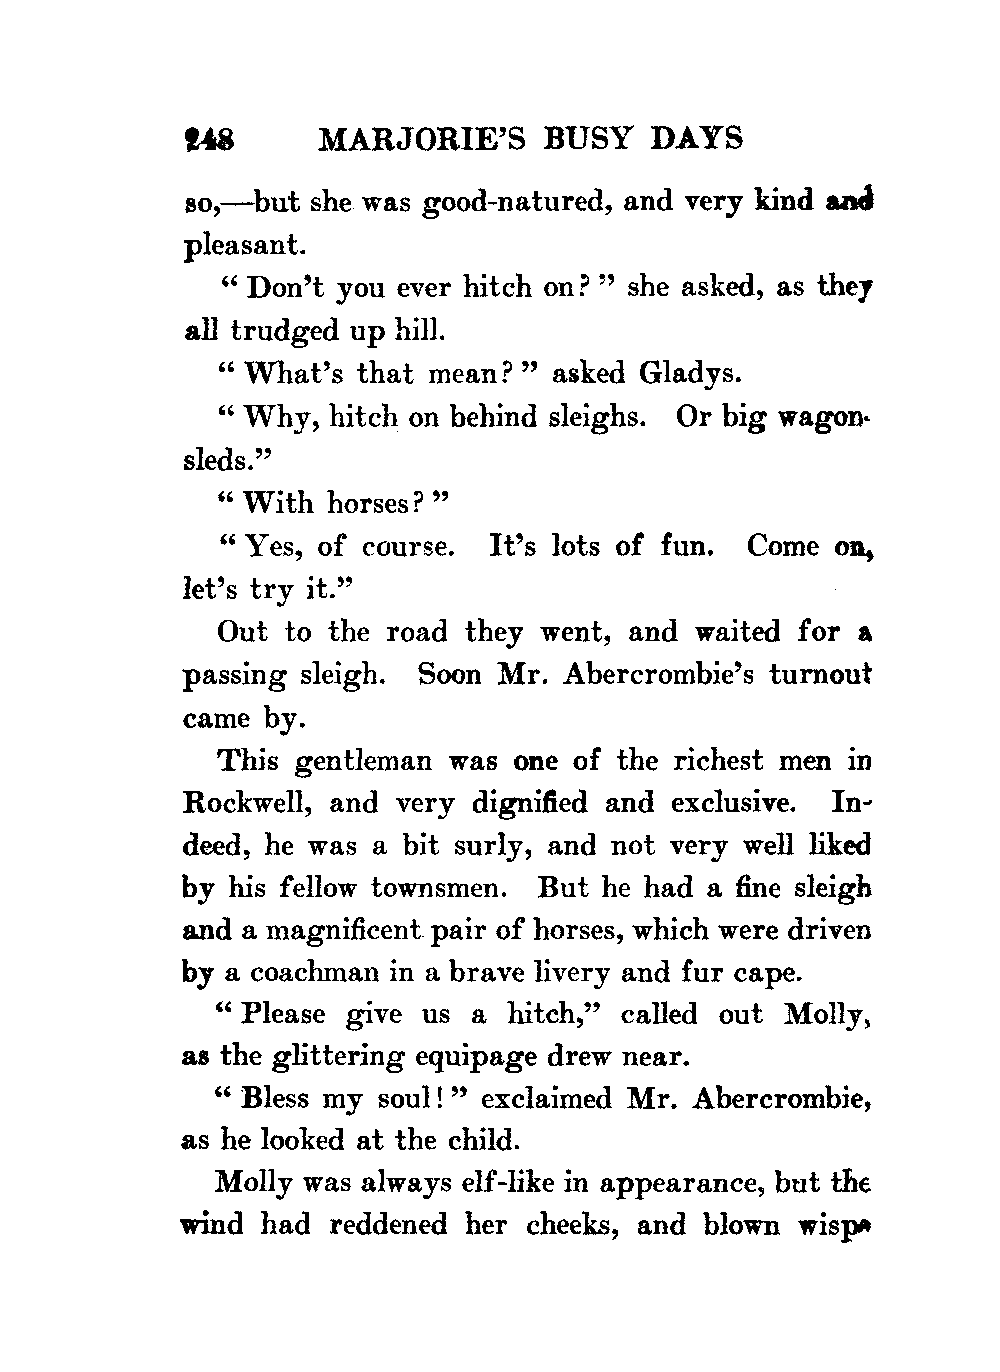 248 MARJORIE'S BUSY DAYS
so,—but she was good-natured, and very kind and
pleasant.
" Don't you ever hitch on? " she asked, as they
all trudged up hill.
" What's that mean? " asked Gladys.
" Why, hitch on behind sleighs. Or big wagon-
sleds."
" With horses? "
" Yes, of course. It's lots of fun. Come on,
let's try it."
Out to the road they went, and waited for a
passing sleigh. Soon Mr. Abercrombie's turnout
came by.
This gentleman was one of the richest men in
Rockwell, and very dignified and exclusive. In-
deed, he was a bit surly, and not very well liked
by his fellow townsmen. But he had a fine sleigh
and a magnificent pair of horses, which were driven
by a coachman in a brave livery and fur cape.
" Please give us a hitch," called out Molly,
as the glittering equipage drew near.
" Bless my soul! " exclaimed Mr. Abercrombie,
as he looked at the child.
Molly was always elf-like in appearance, but the
wind had reddened her cheeks, and blown wisps